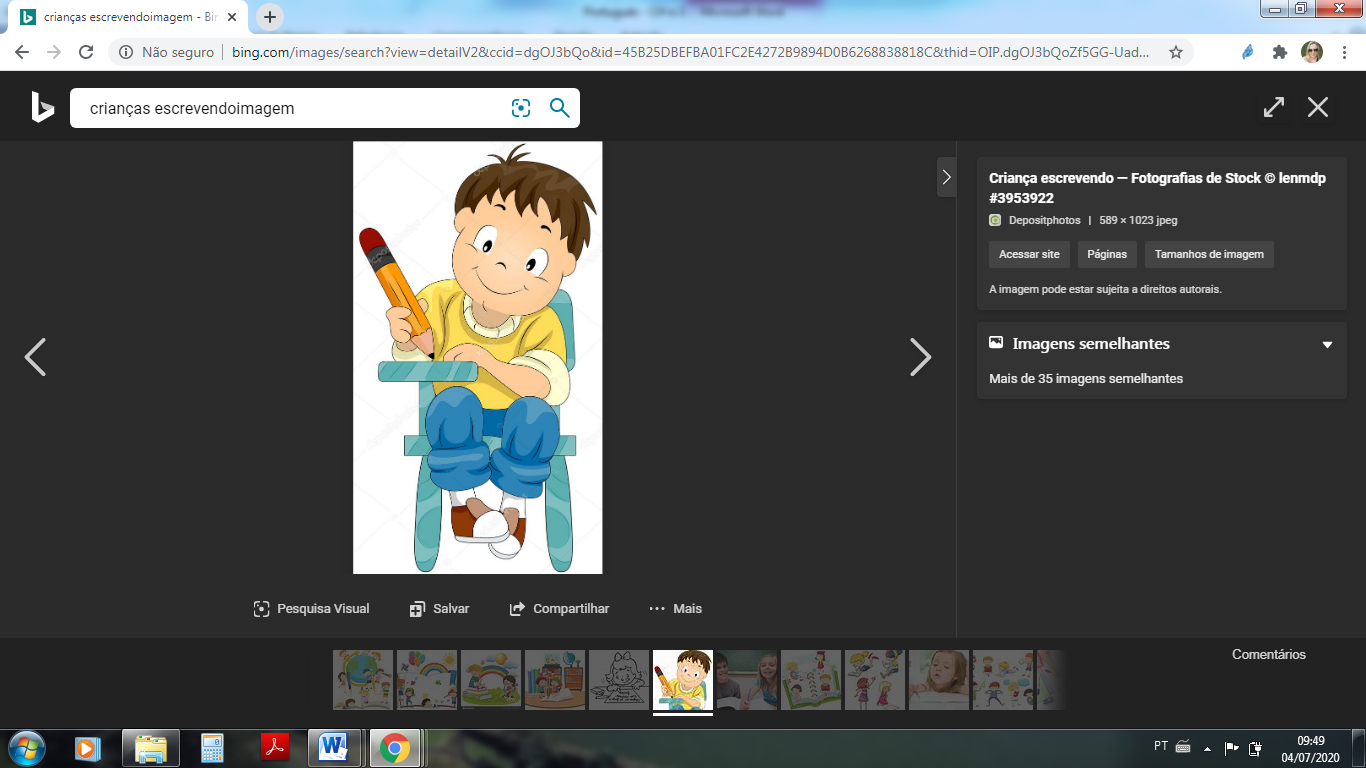 crianças escrevendoimagem - Bin
Português - C# e II - Microsoft Word
Não seguro | bing.com/images/search?view=detailV2&ccid=dgOJ3bQo&id=45B25DBEFBA01FC2E4272B9894D0B6268838818C&thid=OIP.dgOJ3bQoZf5GG-Uad...
crianças escrevendoimagem
Criança escrevendo — Fotografias de Stock © lenmdp
#3953922
Depositphotos | 589 × 1023 jpeg
Acessar site Páginas Tamanhos de imagem
A imagem pode estar sujeita a direitos autorais.
Imagens semelhantes
Mais de 35 imagens semelhantes
Pesquisa Visual Salvar Compartilhar Mais
Comentários
PT
09:49
04/07/2020